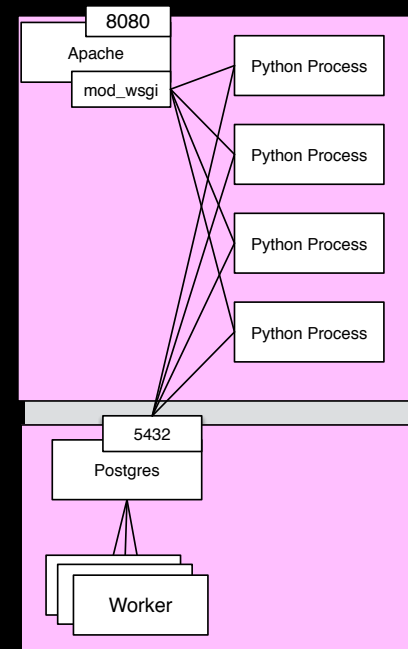 8080
Apache
mod_wsgi
Python Process
Python Process
Python Process
Python Process
5432
Postgres
Worker